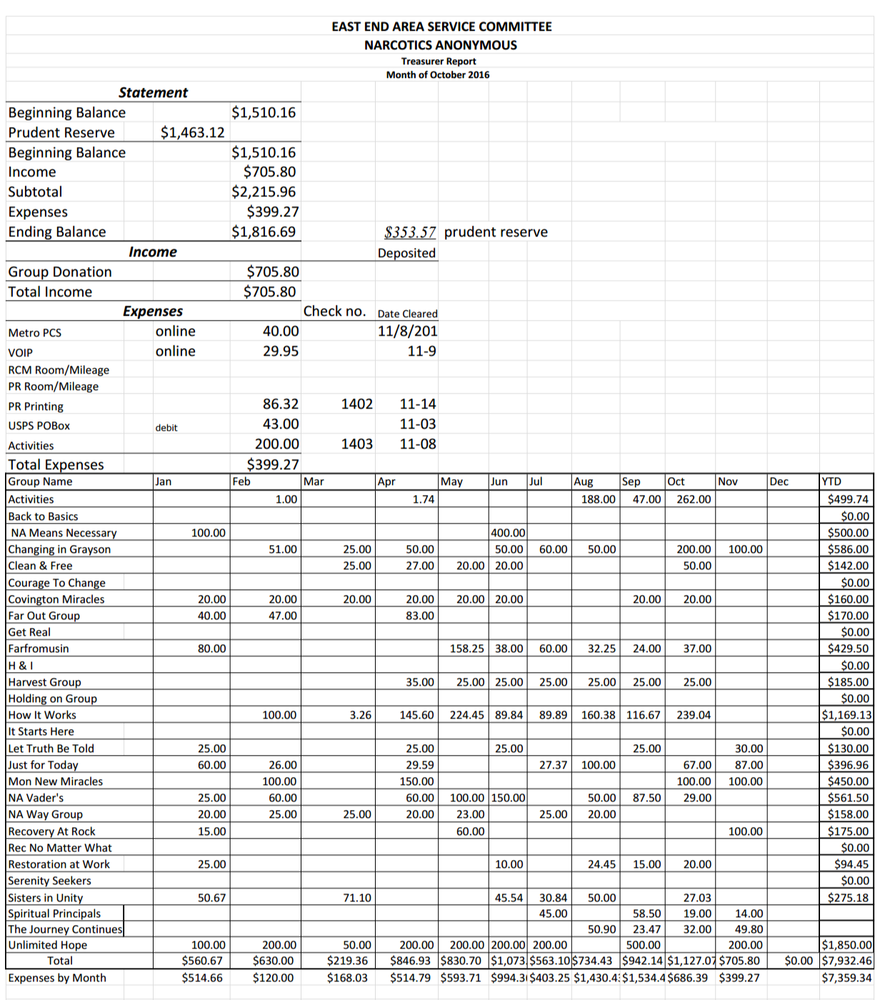 EAST END AREA SERVICE COMMITTEE
NARCOTICS ANONYMOUS
Treasurer Report
Month of October 2016
Statement
Beginning Balance $1,510.16
Prudent Reserve $1,463.12
Beginning Balance $1,510.16
Income $705.80
Subtotal $2,215.96
Expenses $399.27
Ending Balance $1,816.69 $353.57 prudent reserve
Income Deposited
Group Donation $705.80
Total Income $705.80
Expenses Check no. Date Cleared
Metro PCS online 40.00 11/8/201
VOIP online 29.95 11-9
RCM Room/Mileage
PR Room/Mileage
PR Printing 86.32 1402 11-14
USPS POBox debit 43.00 11-03
Activities 200.00 1403 11-08
Total Expenses $399.27
Group Name Jan Feb Mar Apr May Jun Jul Aug Sep Oct Nov Dec YTD
Activities 1.00 1.74 188.00 47.00 262.00 $499.74
Back to Basics $0.00
NA Means Necessary 100.00 400.00 $500.00
Changing in Grayson 51.00 25.00 50.00 50.00 60.00 50.00 200.00 100.00 $586.00
Clean & Free 25.00 27.00 20.00 20.00 50.00 $142.00
Courage To Change $0.00
Covington Miracles 20.00 20.00 20.00 20.00 20.00 20.00 20.00 20.00 $160.00
Far Out Group 40.00 47.00 83.00 $170.00
Get Real $0.00
Farfromusin 80.00 158.25 38.00 60.00 32.25 24.00 37.00 $429.50
H & I $0.00
Harvest Group 35.00 25.00 25.00 25.00 25.00 25.00 25.00 $185.00
Holding on Group $0.00
How It Works 100.00 3.26 145.60 224.45 89.84 89.89 160.38 116.67 239.04 $1,169.13
It Starts Here $0.00
Let Truth Be Told 25.00 25.00 25.00 25.00 30.00 $130.00
Just for Today 60.00 26.00 29.59 27.37 100.00 67.00 87.00 $396.96
Mon New Miracles 100.00 150.00 100.00 100.00 $450.00
NA Vader's 25.00 60.00 60.00 100.00 150.00 50.00 87.50 29.00 $561.50
NA Way Group 20.00 25.00 25.00 20.00 23.00 25.00 20.00 $158.00
Recovery At Rock 15.00 60.00 100.00 $175.00
Rec No Matter What $0.00
Restoration at Work 25.00 10.00 24.45 15.00 20.00 $94.45
Serenity Seekers $0.00
Sisters in Unity 50.67 71.10 45.54 30.84 50.00 27.03 $275.18
Spiritual Principals 45.00 58.50 19.00 14.00
The Journey Continues 50.90 23.47 32.00 49.80
Unlimited Hope 100.00 200.00 50.00 200.00 200.00 200.00 200.00 500.00 200.00 $1,850.00
Total $560.67 $630.00 $219.36 $846.93 $830.70 $1,073. $563.10 $734.43 $942.14 $1,127.07 $705.80 $0.00 $7,932.46
Expenses by Month $514.66 $120.00 $168.03 $514.79 $593.71 $994.3 $403.25 $1,430.4 $1,534.4 $686.39 $399.27 $7,359.34